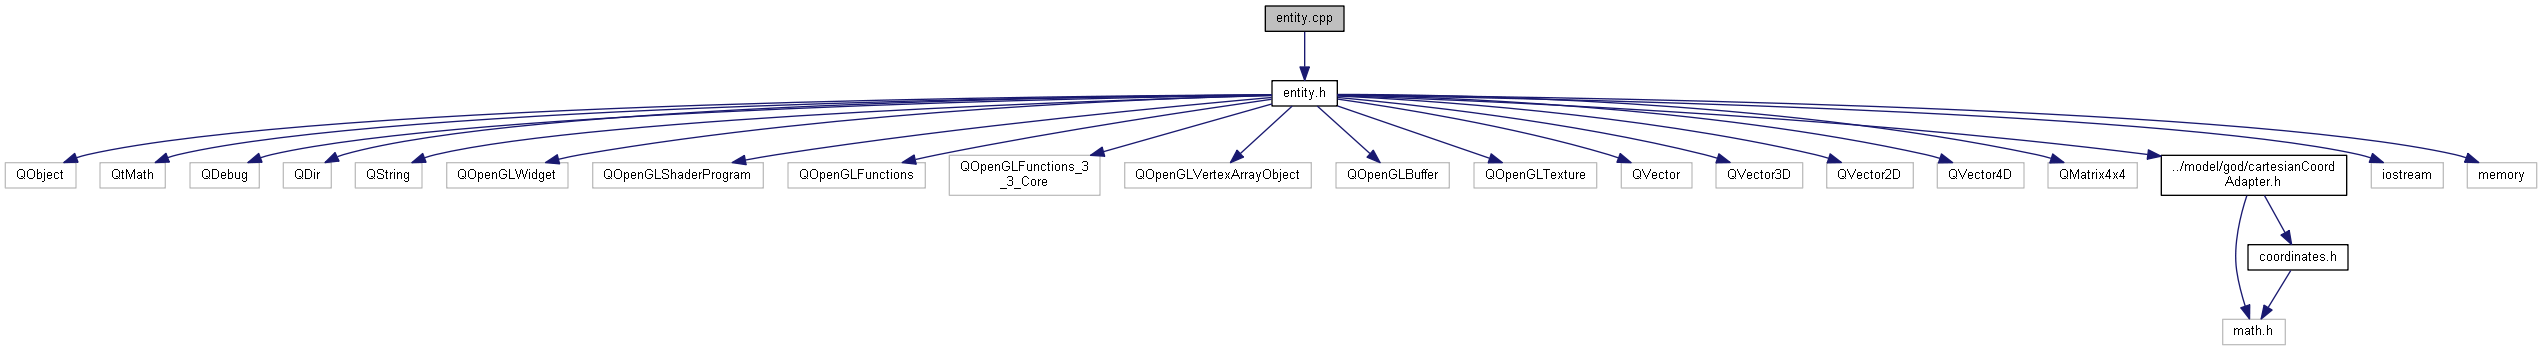 entity.cpp
entity.h
QObject
QtMath
QDebug
QDir
QString
QOpenGLWidget
QOpenGLShaderProgram
QOpenGLFunctions
QOpenGLFunctions_3
_3_Core
QOpenGLVertexArrayObject
QOpenGLBuffer
QOpenGLTexture
QVector
QVector3D
QVector2D
QVector4D
QMatrix4x4
../model/god/cartesianCoord
Adapter.h
iostream
memory
coordinates.h
math.h